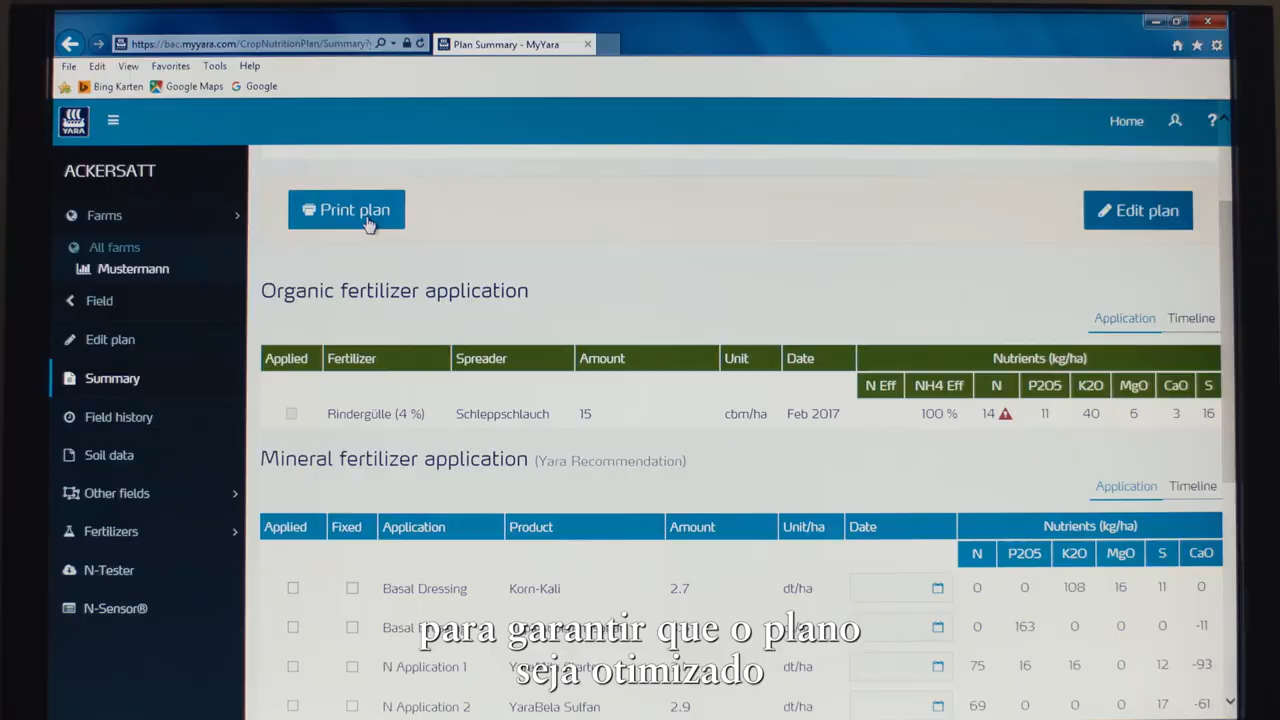 https://bac.myyara.com/CropNutritionPlan/Summary?
Plan Summary - MyYara
File Edit View Favorites Tools Help
Bing Karten Google Maps Google
YARA
Home ?
ACKERSATT
Farms
All farms
Mustermann
Field
Edit plan
Summary
Field history
Soil data
Other fields
Fertilizers
N-Tester
N-Sensor®
Print plan
Edit plan
Organic fertilizer application
Application Timeline
Applied Fertilizer Spreader Amount Unit Date Nutrients (kg/ha)
N Eff NH4 Eff N P2O5 K2O MgO CaO S
Rindergülle (4 %) Schleppschlauch 15 cbm/ha Feb 2017 100 % 14 11 40 6 3 16
Mineral fertilizer application (Yara Recommendation)
Application Timeline
Applied Fixed Application Product Amount Unit/ha Date Nutrients (kg/ha)
N P2O5 K2O MgO S CaO
Basal Dressing Korn-Kali 2.7 dt/ha 0 0 108 16 11 0
dt/ha 0 163 0 0 0 -11
N Application 1 dt/ha 75 16 16 0 12 -93
N Application 2 YaraBela Sulfan 2.9 dt/ha 69 0 0 0 17 -61
para garantir que o plano
seja otimizado